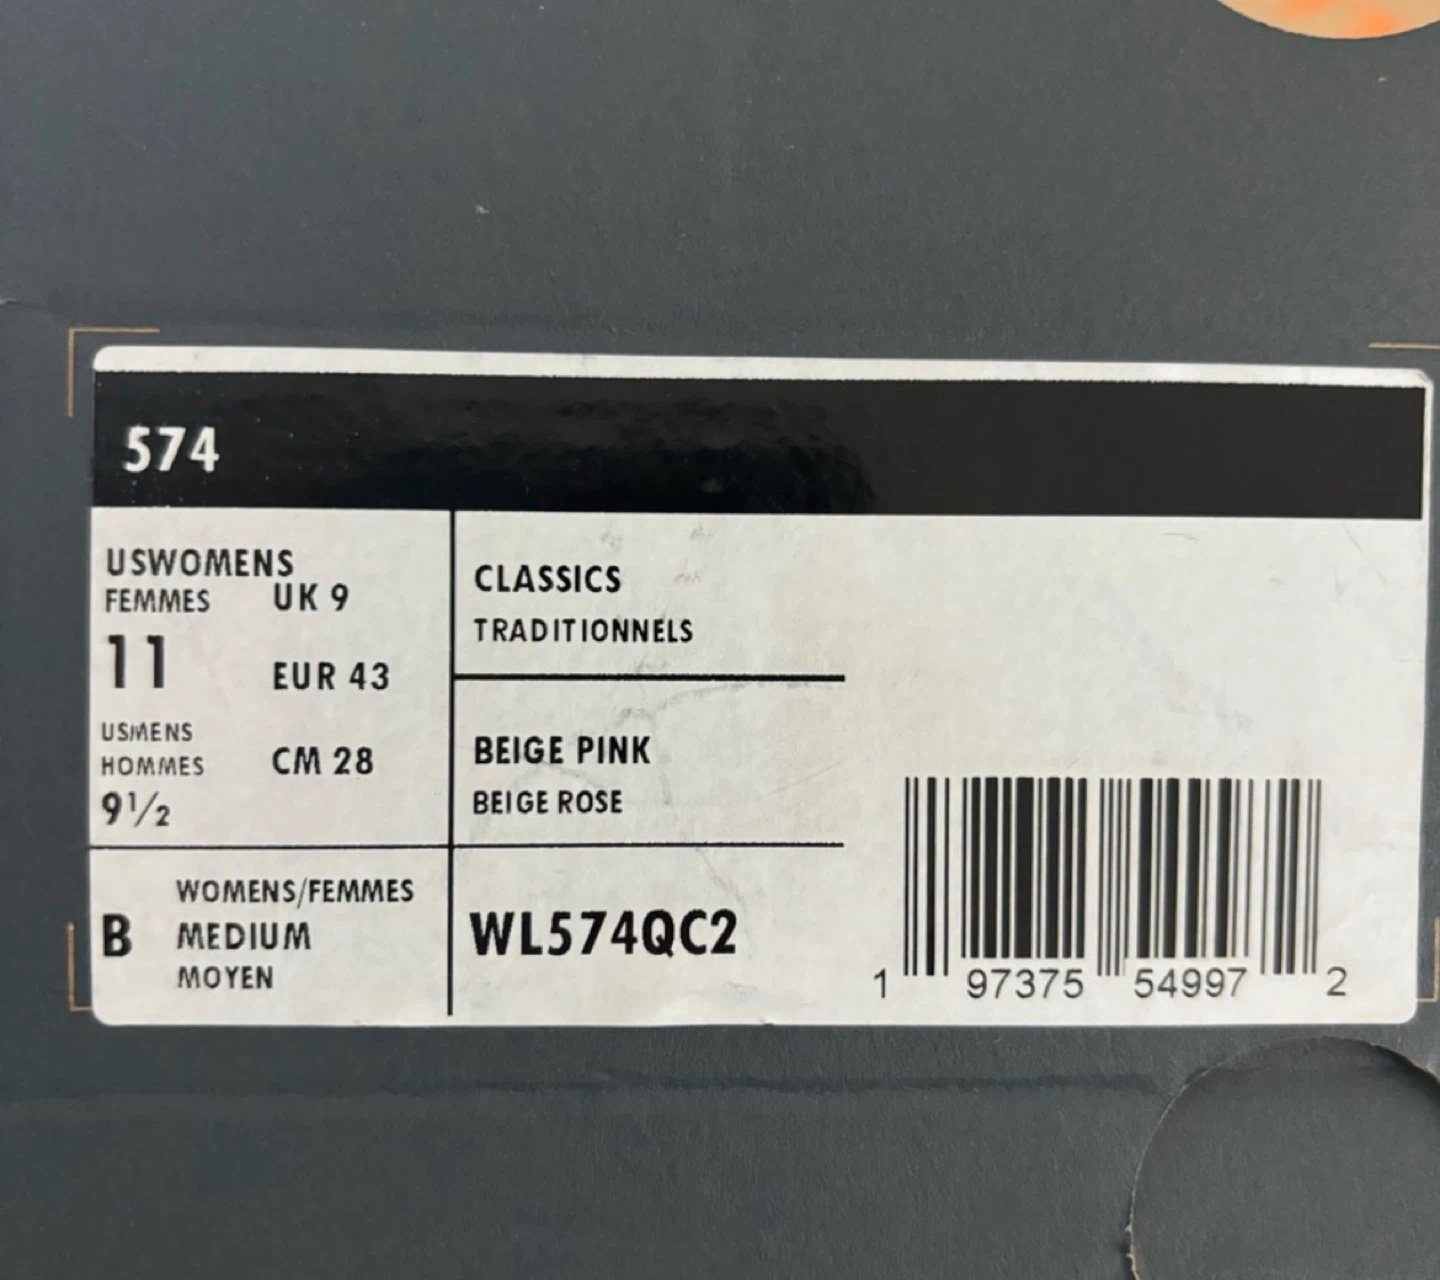 574
USWOMENS
FEMMES
UK 9
11
EUR 43
USMENS
HOMMES
CM 28
9½
CLASSICS
TRADITIONNELS
BEIGE PINK
BEIGE ROSE
B
WOMENS/FEMMES
MEDIUM
MOYEN
WL574QC2
1 97375 54997 2